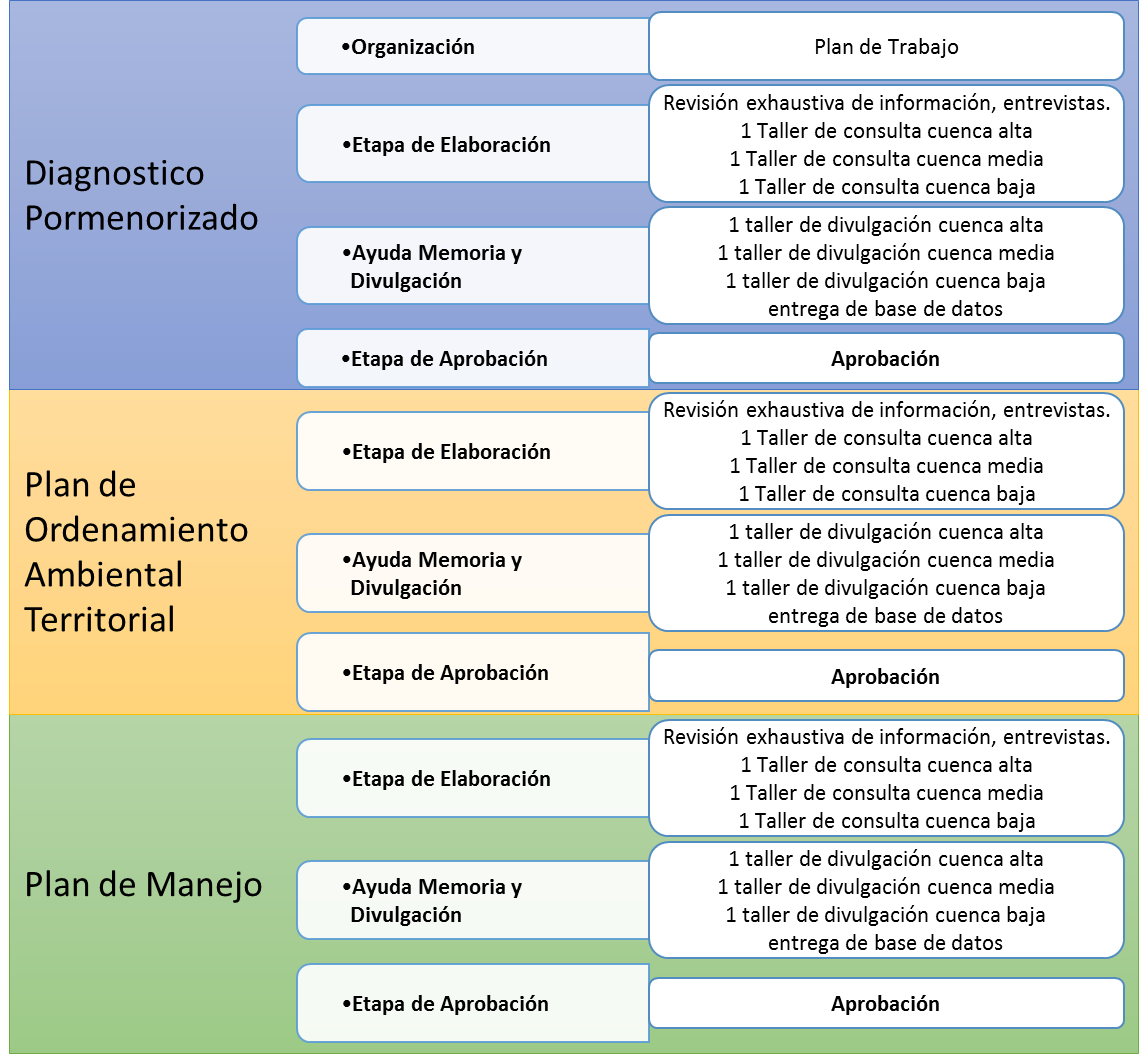 Diagnostico
Pormenorizado
•Organización
Plan de Trabajo
•Etapa de Elaboración
Revisión exhaustiva de información, entrevistas.
1 Taller de consulta cuenca alta
1 Taller de consulta cuenca media
1 Taller de consulta cuenca baja
•Ayuda Memoria y
Divulgación
1 taller de divulgación cuenca alta
1 taller de divulgación cuenca media
1 taller de divulgación cuenca baja
entrega de base de datos
•Etapa de Aprobación
Aprobación
Plan de
Ordenamiento
Ambiental
Territorial
•Etapa de Elaboración
Revisión exhaustiva de información, entrevistas.
1 Taller de consulta cuenca alta
1 Taller de consulta cuenca media
1 Taller de consulta cuenca baja
•Ayuda Memoria y
Divulgación
1 taller de divulgación cuenca alta
1 taller de divulgación cuenca media
1 taller de divulgación cuenca baja
entrega de base de datos
•Etapa de Aprobación
Aprobación
Plan de Manejo
•Etapa de Elaboración
Revisión exhaustiva de información, entrevistas.
1 Taller de consulta cuenca alta
1 Taller de consulta cuenca media
1 Taller de consulta cuenca baja
•Ayuda Memoria y
Divulgación
1 taller de divulgación cuenca alta
1 taller de divulgación cuenca media
1 taller de divulgación cuenca baja
entrega de base de datos
•Etapa de Aprobación
Aprobación